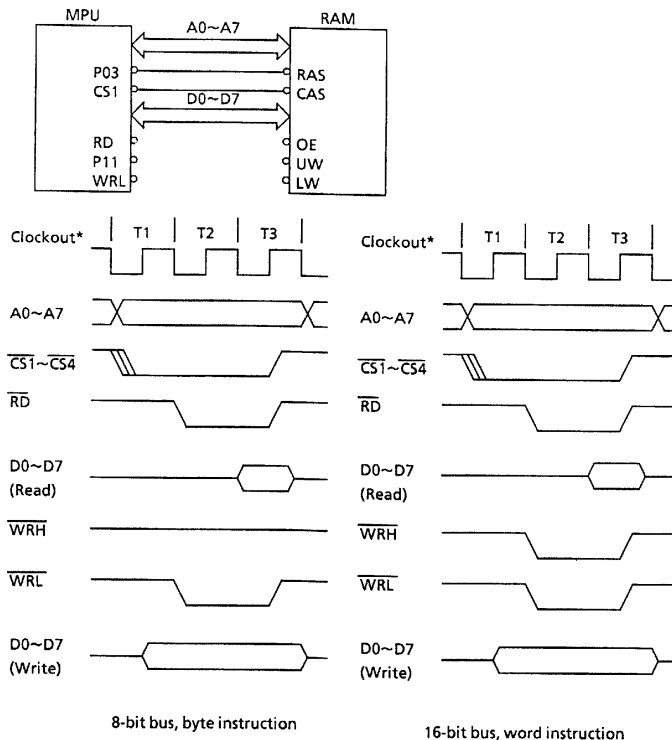 MPU
RAM
A0~A7
P03
RAS
CS1
CAS
D0~D7
RD
OE
P11
UW
WRL
LW
Clockout*
T1
T2
T3
A0~A7
CS1~CS4
RD
D0~D7
(Read)
WRH
WRL
D0~D7
(Write)
8-bit bus, byte instruction
Clockout*
T1
T2
T3
A0~A7
CS1~CS4
RD
D0~D7
(Read)
WRH
WRL
D0~D7
(Write)
16-bit bus, word instruction